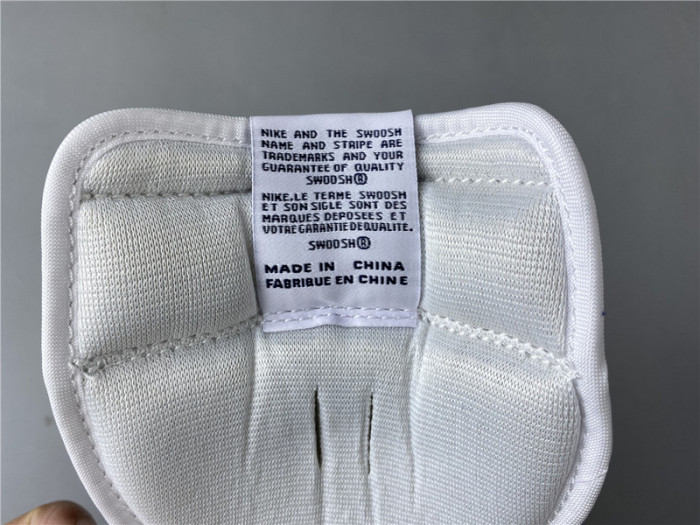 NIKE AND THE SWOOSH
NAME AND STRIPE ARE
TRADEMARKS AND YOUR
GUARANTEE OF QUALITY
SWOOSH®
NIKE,LE TERME SWOOSH
ET SON SIGLE SONT DES
MARQUES DEPOSEES ET
VOTRE GARANTIE DE QUALITE.
SWOOSH®
MADE IN CHINA
FABRIQUE EN CHINE